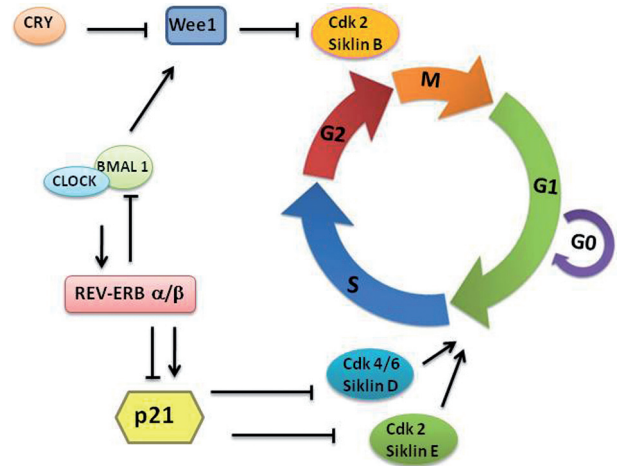 CRY
Wee1
Cdk 2
Siklin B
M
G2
G1
BMAL 1
CLOCK
G0
S
REV-ERB α/β
Cdk 4/6
Siklin D
p21
Cdk 2
Siklin E